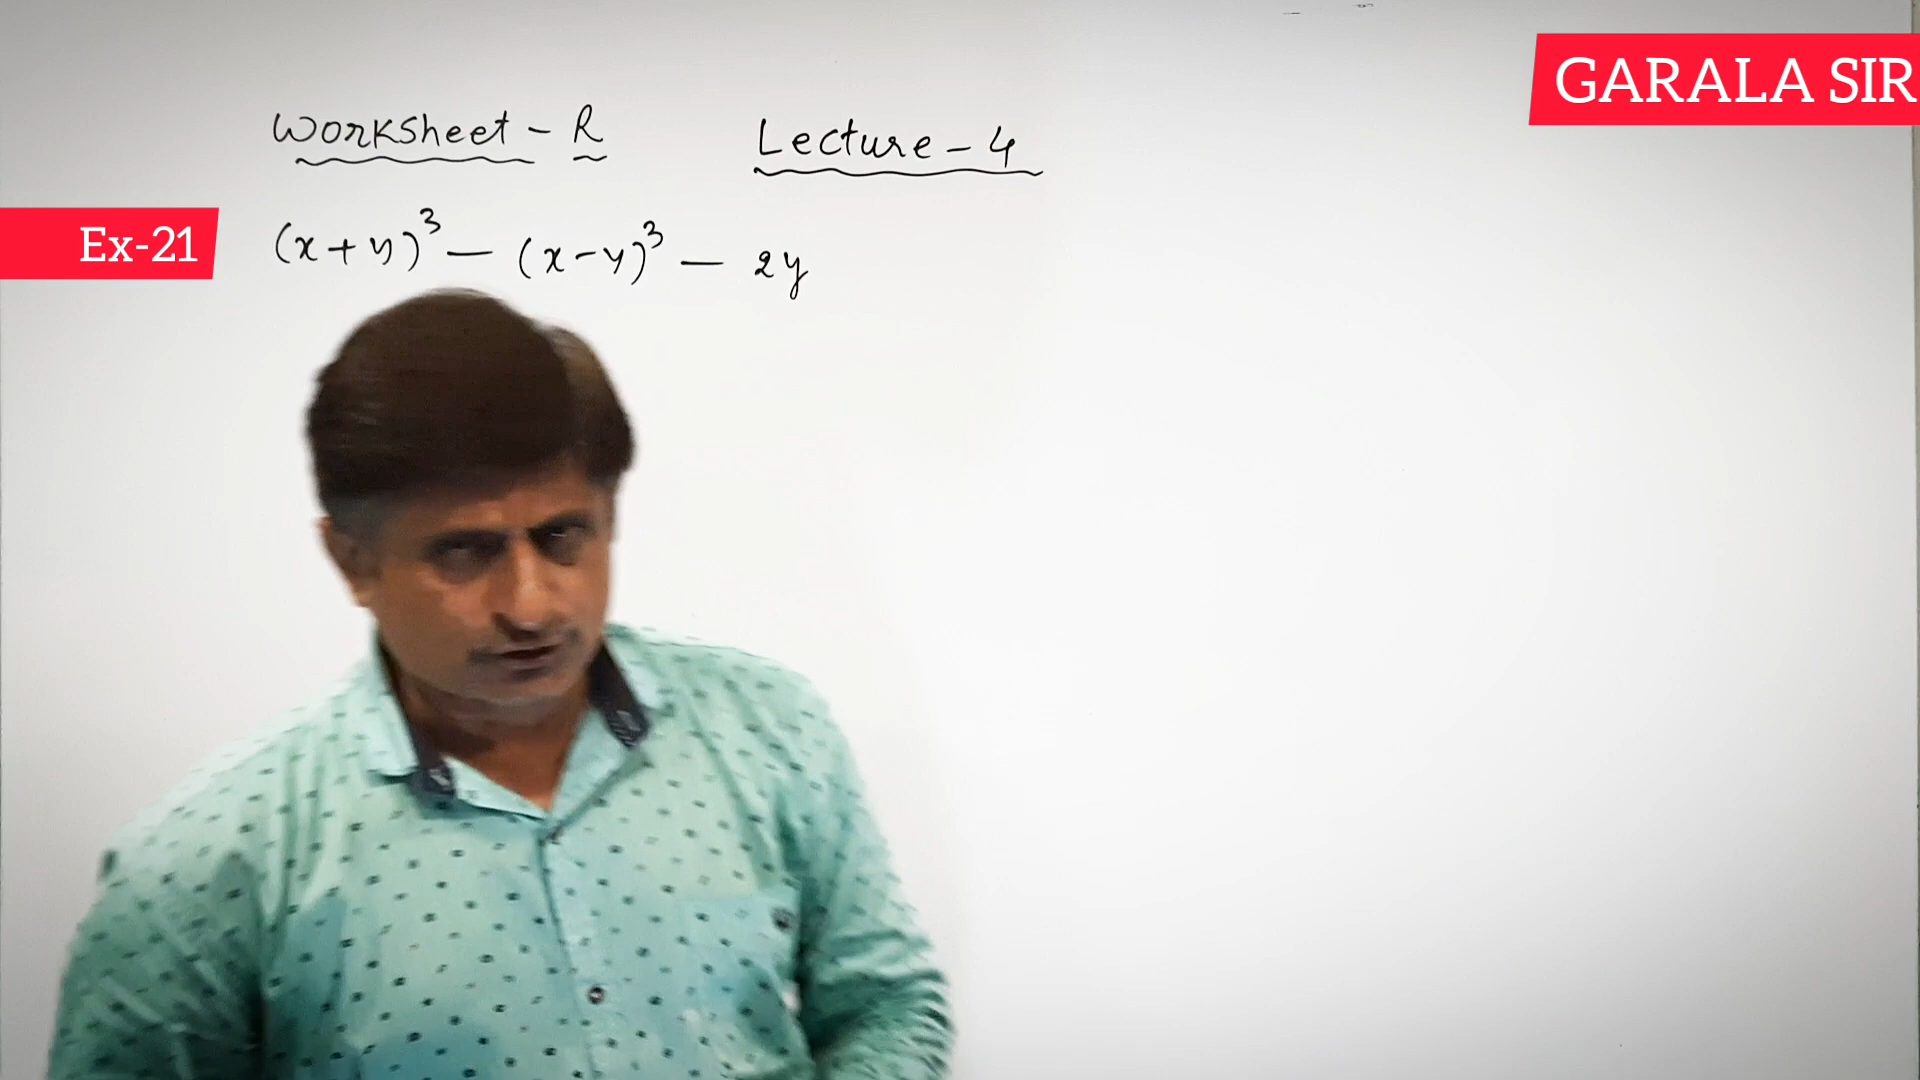 GARALA SIR
Worksheet - R Lecture - 4
Ex-21 (x+y)³ - (x-y)³ - 2y